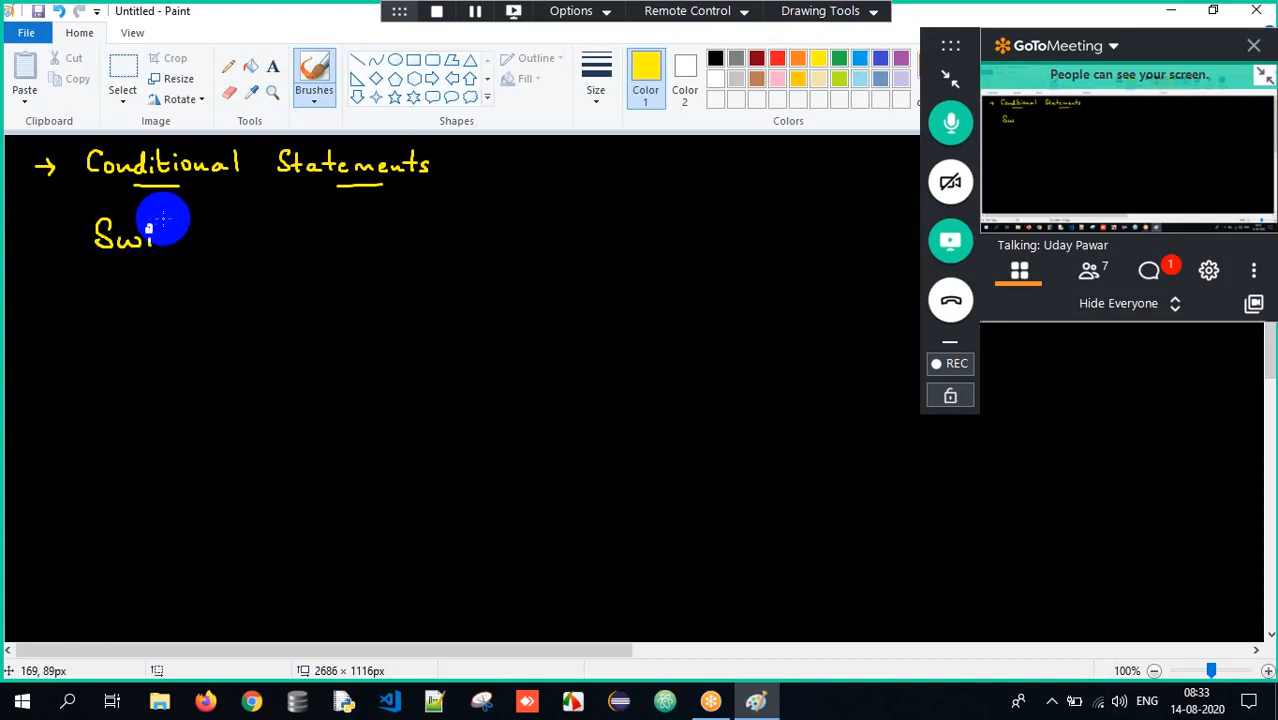 Untitled - Paint
Options
Remote Control
Drawing Tools
File
Home
View
Cut
Copy
Paste
Clipboard
Crop
Resize
Rotate
Select
Image
Tools
Brushes
Shapes
Outline
Fill
Size
Color 1
Color 2
Colors
GoToMeeting
People can see your screen.
→ Conditional Statements
Swi
Talking: Uday Pawar
7
1
Hide Everyone
REC
169, 89px
2686 × 1116px
100%
ENG
08:33
14-08-2020